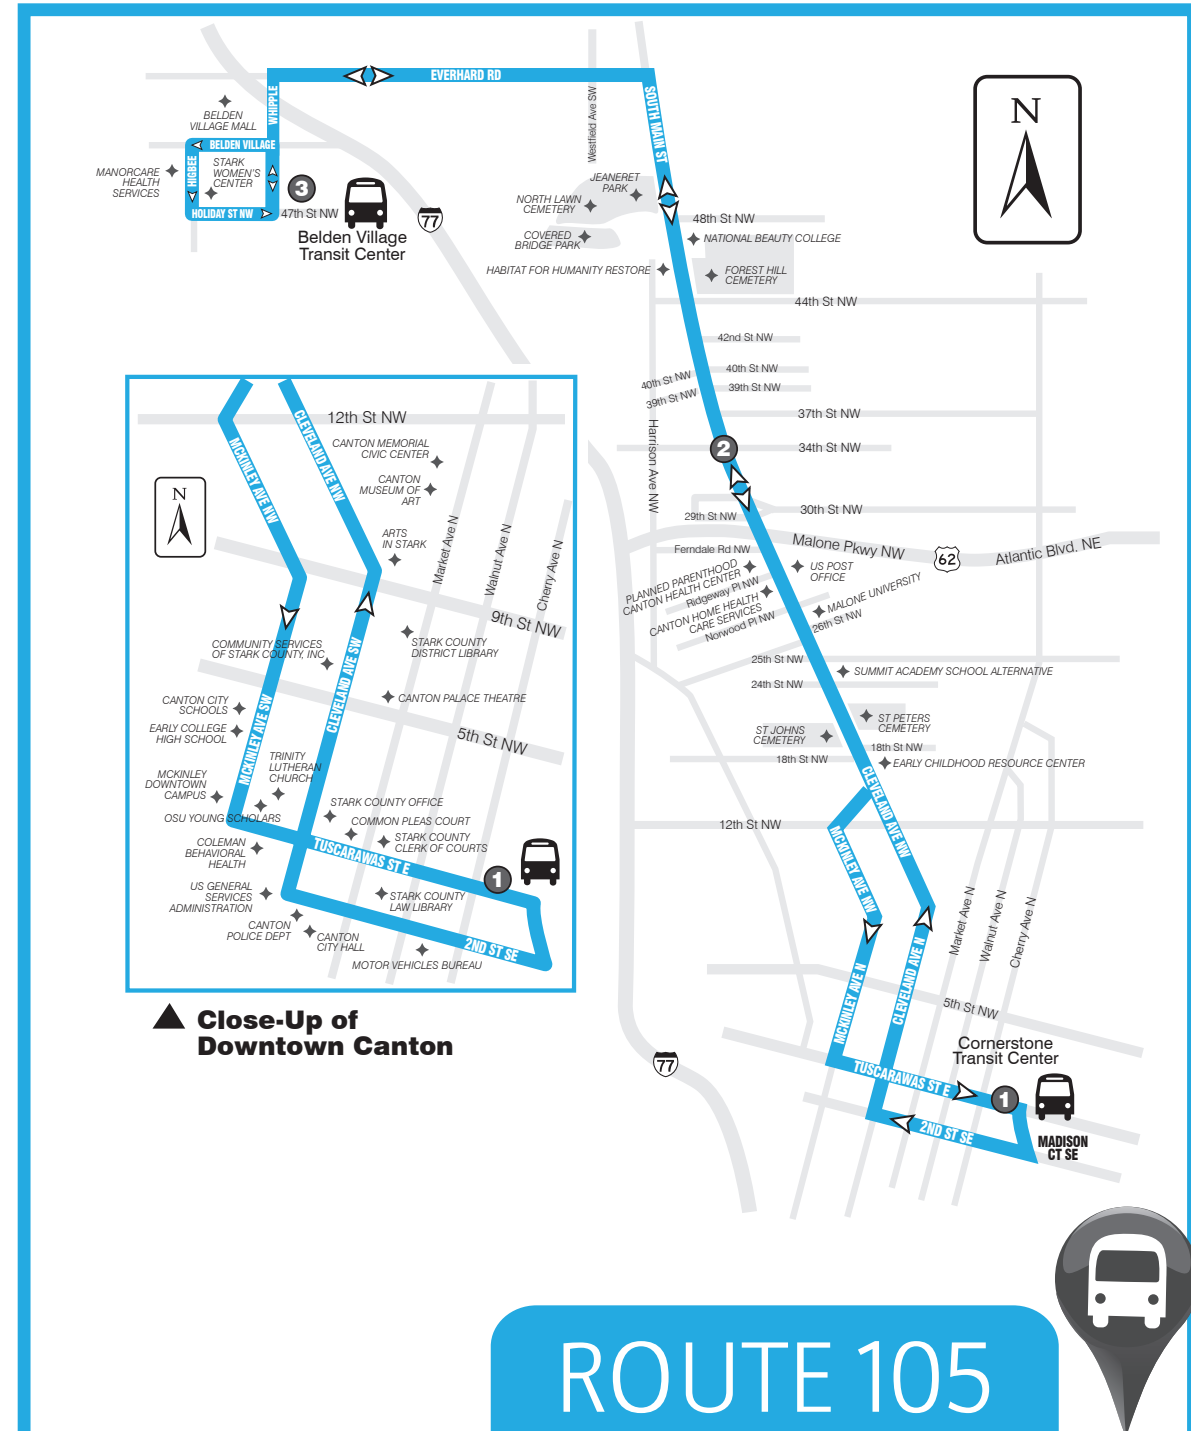 EVERHARD RD
WHIPPLE
SOUTH MAIN ST
Westfield Ave SW
N
BELDEN
VILLAGE MALL
BELDEN VILLAGE
HIGBEE
STARK
WOMEN'S
CENTER
MANORCARE
HEALTH
SERVICES
HOLIDAY ST NW
47th St NW
3
Belden Village
Transit Center
77
JEANERET
PARK
NORTH LAWN
CEMETERY
COVERED
BRIDGE PARK
48th St NW
NATIONAL BEAUTY COLLEGE
HABITAT FOR HUMANITY RESTORE
FOREST HILL
CEMETERY
44th St NW
42nd St NW
40th St NW
40th St NW
39th St NW
39th St NW
37th St NW
Harrison Ave NW
2
34th St NW
30th St NW
29th St NW
Malone Pkwy NW
62
Atlantic Blvd. NE
Ferndale Rd NW
PLANNED PARENTHOOD
CANTON HEALTH CENTER
US POST
OFFICE
Ridgeway Pl NW
CANTON HOME HEALTH
CARE SERVICES
MALONE UNIVERSITY
Norwood Pl NW
26th St NW
25th St NW
SUMMIT ACADEMY SCHOOL ALTERNATIVE
24th St NW
ST PETERS
CEMETERY
ST JOHNS
CEMETERY
18th St NW
18th St NW
EARLY CHILDHOOD RESOURCE CENTER
CLEVELAND AVE NW
12th St NW
MCKINLEY AVE NW
Market Ave N
Walnut Ave N
Cherry Ave N
MCKINLEY AVE N
CLEVELAND AVE N
5th St NW
Cornerstone
Transit Center
77
TUSCARAWAS ST E
1
2ND ST SE
MADISON
CT SE
12th St NW
CLEVELAND AVE NW
MCKINLEY AVE NW
CANTON MEMORIAL
CIVIC CENTER
CANTON
MUSEUM OF
ART
N
ARTS
IN STARK
Market Ave N
Walnut Ave N
Cherry Ave N
9th St NW
COMMUNITY SERVICES
OF STARK COUNTY, INC
STARK COUNTY
DISTRICT LIBRARY
CLEVELAND AVE SW
MCKINLEY AVE SW
CANTON PALACE THEATRE
CANTON CITY
SCHOOLS
EARLY COLLEGE
HIGH SCHOOL
5th St NW
TRINITY
LUTHERAN
CHURCH
MCKINLEY
DOWNTOWN
CAMPUS
OSU YOUNG SCHOLARS
STARK COUNTY OFFICE
COMMON PLEAS COURT
STARK COUNTY
CLERK OF COURTS
COLEMAN
BEHAVIORAL
HEALTH
TUSCARAWAS ST E
1
US GENERAL
SERVICES
ADMINISTRATION
STARK COUNTY
LAW LIBRARY
CANTON
POLICE DEPT
CANTON
CITY HALL
2ND ST SE
MOTOR VEHICLES BUREAU
Close-Up of
Downtown Canton
ROUTE 105